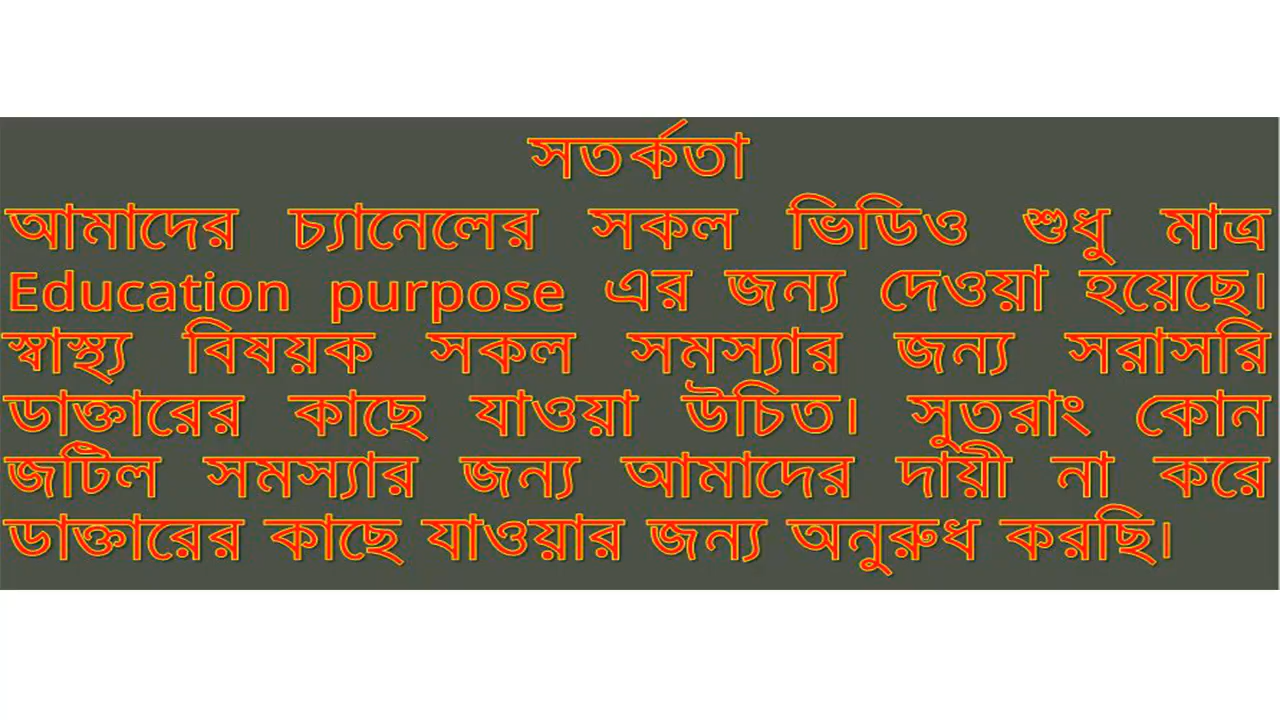 সতর্কতা
আমাদের চ্যানেলের সকল ভিডিও শুধু মাত্র
Education purpose এর জন্য দেওয়া হয়েছে।
স্বাস্থ্য বিষয়ক সকল সমস্যার জন্য সরাসরি
ডাক্তারের কাছে যাওয়া উচিত। সুতরাং কোন
জটিল সমস্যার জন্য আমাদের দায়ী না করে
ডাক্তারের কাছে যাওয়ার জন্য অনুরুধ করছি।